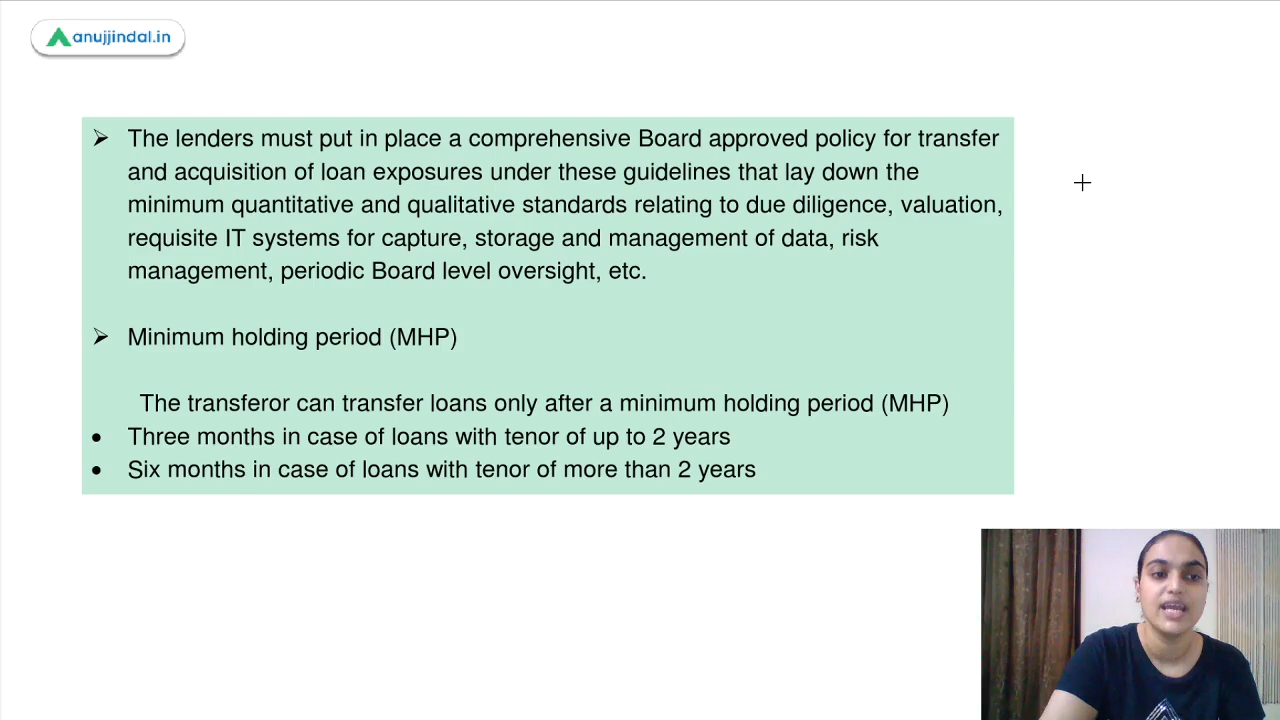 anujjindal.in
➢ The lenders must put in place a comprehensive Board approved policy for transfer
and acquisition of loan exposures under these guidelines that lay down the
minimum quantitative and qualitative standards relating to due diligence, valuation,
requisite IT systems for capture, storage and management of data, risk
management, periodic Board level oversight, etc.
➢ Minimum holding period (MHP)
The transferor can transfer loans only after a minimum holding period (MHP)
• Three months in case of loans with tenor of up to 2 years
• Six months in case of loans with tenor of more than 2 years